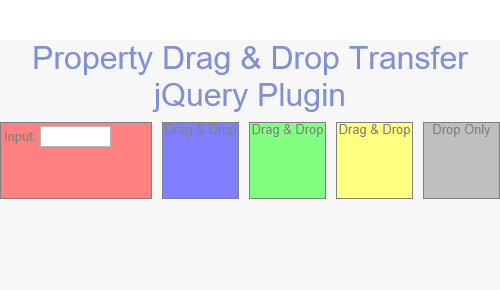 Property Drag & Drop Transfer
jQuery Plugin
Input:
Drag & Drop
Drag & Drop
Drag & Drop
Drop Only